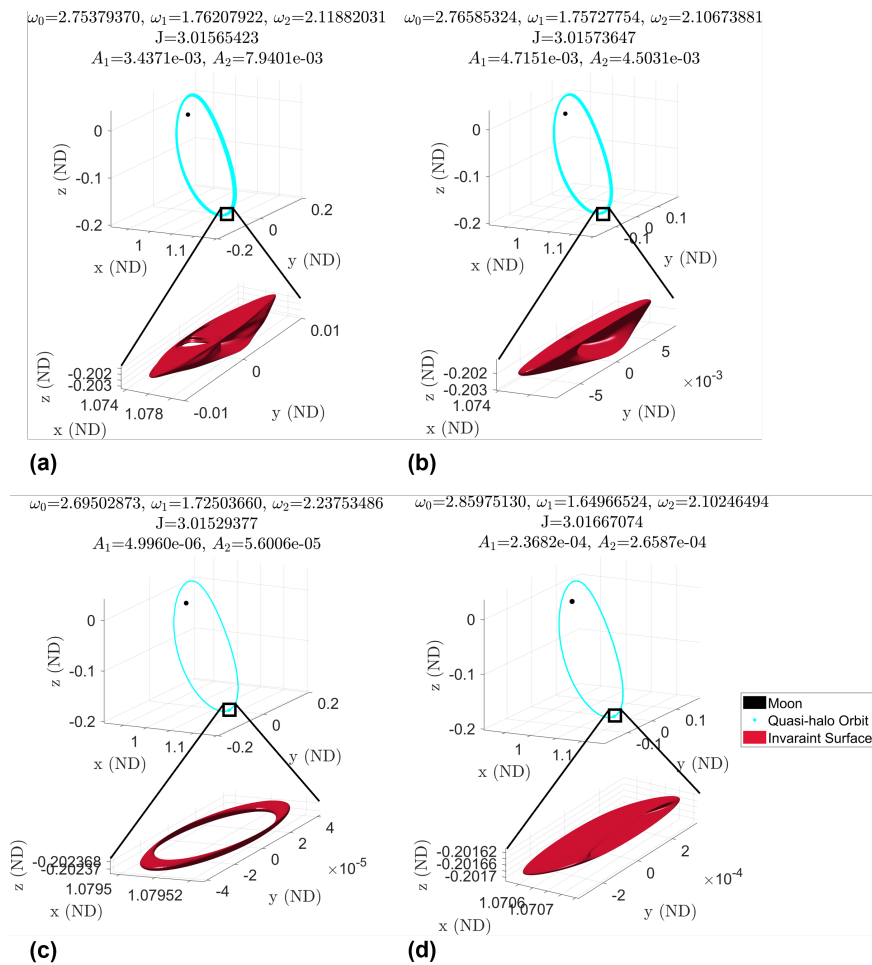 ω₀=2.75379370, ω₁=1.76207922, ω₂=2.11882031
J=3.01565423
A₁=3.4371e-03, A₂=7.9401e-03
0
-0.1
-0.2
z (ND)
1
1.1
x (ND)
-0.2
0
0.2
y (ND)
-0.202
-0.203
z (ND)
1.074
1.078
x (ND)
-0.01
0
0.01
y (ND)
(a)
ω₀=2.76585324, ω₁=1.75727754, ω₂=2.10673881
J=3.01573647
A₁=4.7151e-03, A₂=4.5031e-03
0
-0.1
-0.2
z (ND)
1
1.1
x (ND)
-0.1
0
0.1
y (ND)
-0.202
-0.203
z (ND)
1.074
x (ND)
-5
0
5
×10⁻³
y (ND)
(b)
ω₀=2.69502873, ω₁=1.72503660, ω₂=2.23753486
J=3.01529377
A₁=4.9960e-06, A₂=5.6006e-05
0
-0.1
-0.2
z (ND)
1
1.1
x (ND)
-0.2
0
0.2
y (ND)
-0.202368
-0.20237
z (ND)
1.0795
1.07952
x (ND)
-4
-2
0
2
4
×10⁻⁵
y (ND)
(c)
ω₀=2.85975130, ω₁=1.64966524, ω₂=2.10246494
J=3.01667074
A₁=2.3682e-04, A₂=2.6587e-04
0
-0.1
-0.2
z (ND)
1
1.1
x (ND)
-0.1
0
0.1
y (ND)
-0.20162
-0.20166
-0.2017
z (ND)
1.0706
1.0707
x (ND)
-2
0
2
×10⁻⁴
y (ND)
(d)
Moon
Quasi-halo Orbit
Invaraint Surface